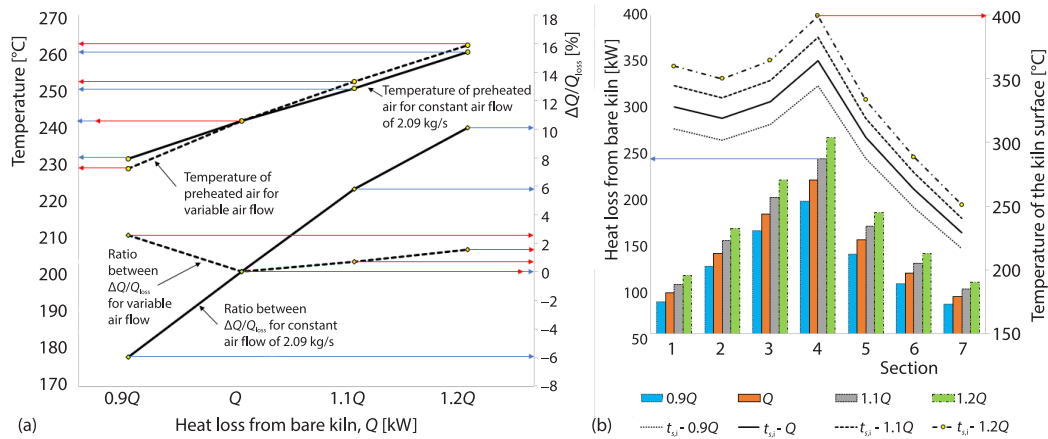 Temperature [°C]
270
260
250
240
230
220
210
200
190
180
170
18
16
14
12
10
8
6
4
2
0
−2
−4
−6
−8
ΔQ/Qloss [%]
Temperature of preheated
air for constant air flow
of 2.09 kg/s
Temperature of
preheated air for
variable air flow
Ratio
between
ΔQ/Qloss
for variable
air flow
Ratio between
ΔQ/Qloss for constant
air flow of 2.09 kg/s
0.9Q Q 1.1Q 1.2Q
(a) Heat loss from bare kiln, Q [kW]
Heat loss from bare kiln [kW]
400
350
300
250
200
150
100
50
400
350
300
250
200
150
Temperature of the kiln surface [°C]
1 2 3 4 5 6 7
Section
0.9Q Q 1.1Q 1.2Q
(b) ts,i - 0.9Q ts,i - Q ts,i - 1.1Q ts,i - 1.2Q